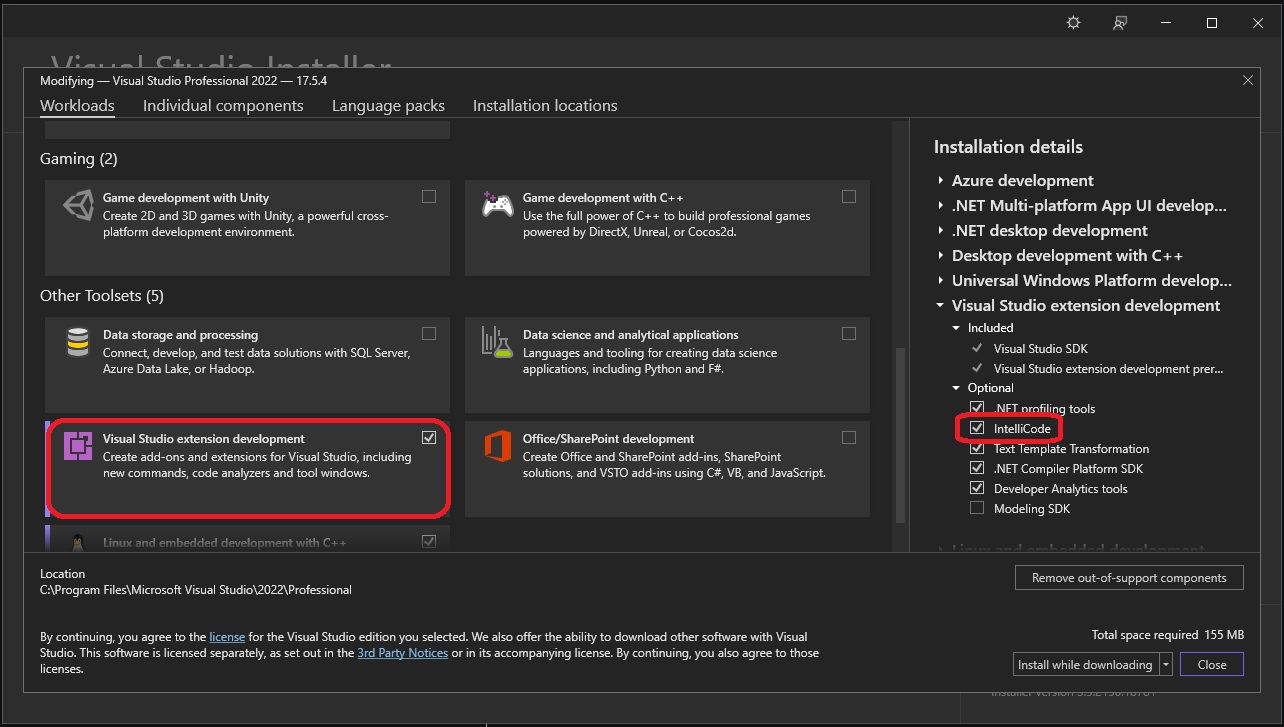 Visual Studio Installer
Modifying — Visual Studio Professional 2022 — 17.5.4
Workloads
Individual components
Language packs
Installation locations
Gaming (2)
Game development with Unity
Create 2D and 3D games with Unity, a powerful cross-
platform development environment.
Game development with C++
Use the full power of C++ to build professional games
powered by DirectX, Unreal, or Cocos2d.
Other Toolsets (5)
Data storage and processing
Connect, develop, and test data solutions with SQL Server,
Azure Data Lake, or Hadoop.
Data science and analytical applications
Languages and tooling for creating data science
applications, including Python and F#.
Visual Studio extension development
Create add-ons and extensions for Visual Studio, including
new commands, code analyzers and tool windows.
Office/SharePoint development
Create Office and SharePoint add-ins, SharePoint
solutions, and VSTO add-ins using C#, VB, and JavaScript.
Linux and embedded development with C++
Installation details
Azure development
.NET Multi-platform App UI develop...
.NET desktop development
Desktop development with C++
Universal Windows Platform develop...
Visual Studio extension development
Included
Visual Studio SDK
Visual Studio extension development prer...
Optional
.NET profiling tools
IntelliCode
Text Template Transformation
.NET Compiler Platform SDK
Developer Analytics tools
Modeling SDK
Linux and embedded development
Location
C:\Program Files\Microsoft Visual Studio\2022\Professional
Remove out-of-support components
By continuing, you agree to the license for the Visual Studio edition you selected. We also offer the ability to download other software with Visual
Studio. This software is licensed separately, as set out in the 3rd Party Notices or in its accompanying license. By continuing, you also agree to those
licenses.
Total space required 155 MB
Install while downloading
Close
Installer version